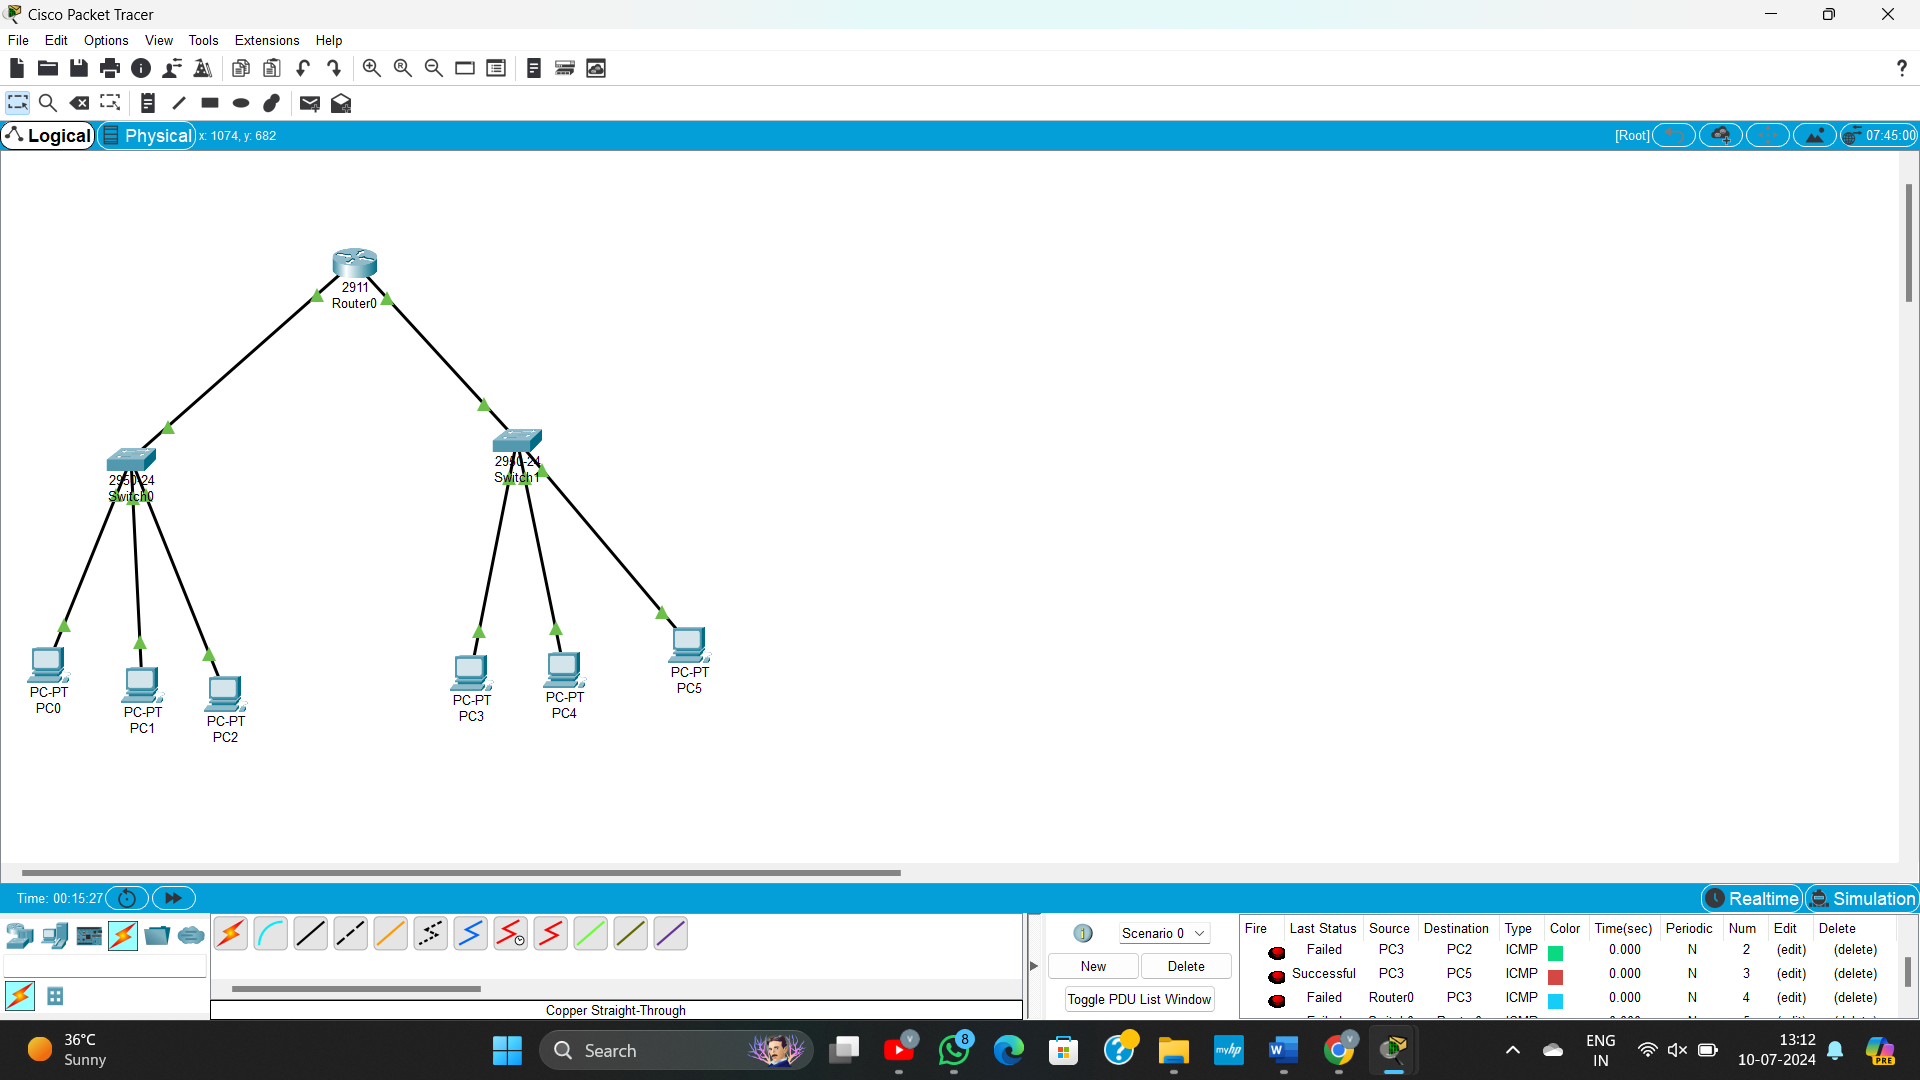 Cisco Packet Tracer
File Edit Options View Tools Extensions Help
Logical Physical x: 1074, y: 682 [Root] 07:45:00
2911
Router0
2950-24
Switch0
2950-24
Switch1
PC-PT
PC0
PC-PT
PC1
PC-PT
PC2
PC-PT
PC3
PC-PT
PC4
PC-PT
PC5
Time: 00:15:27 Realtime Simulation
Scenario 0
New Delete
Toggle PDU List Window
Copper Straight-Through
Fire Last Status Source Destination Type Color Time(sec) Periodic Num Edit Delete
Failed PC3 PC2 ICMP 0.000 N 2 (edit) (delete)
Successful PC3 PC5 ICMP 0.000 N 3 (edit) (delete)
Failed Router0 PC3 ICMP 0.000 N 4 (edit) (delete)
36°C
Sunny
Search
8
myhp
ENG
IN
13:12
10-07-2024
PRE